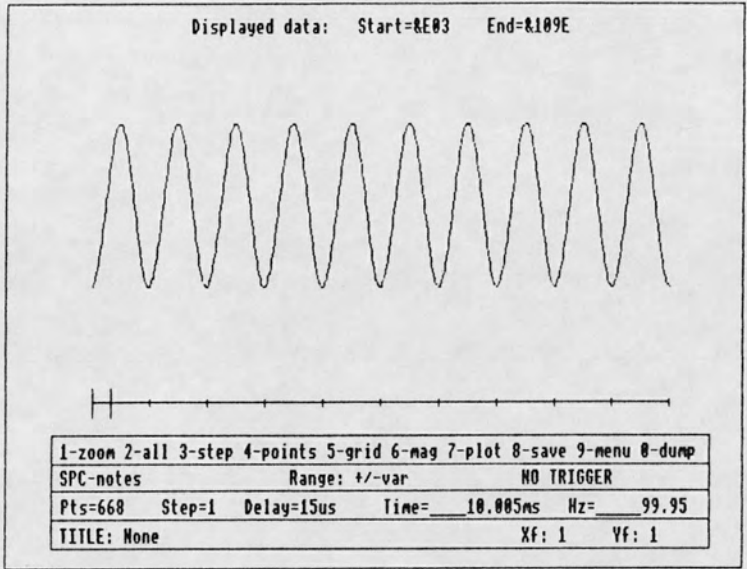 Displayed data: Start=&E03 End=&109E
1-zoom 2-all 3-step 4-points 5-grid 6-mag 7-plot 8-save 9-menu 0-dump
SPC-notes Range: +/-var NO TRIGGER
Pts=668 Step=1 Delay=15us Time=____10.005ms Hz=_____99.95
TITLE: None Xf: 1 Yf: 1